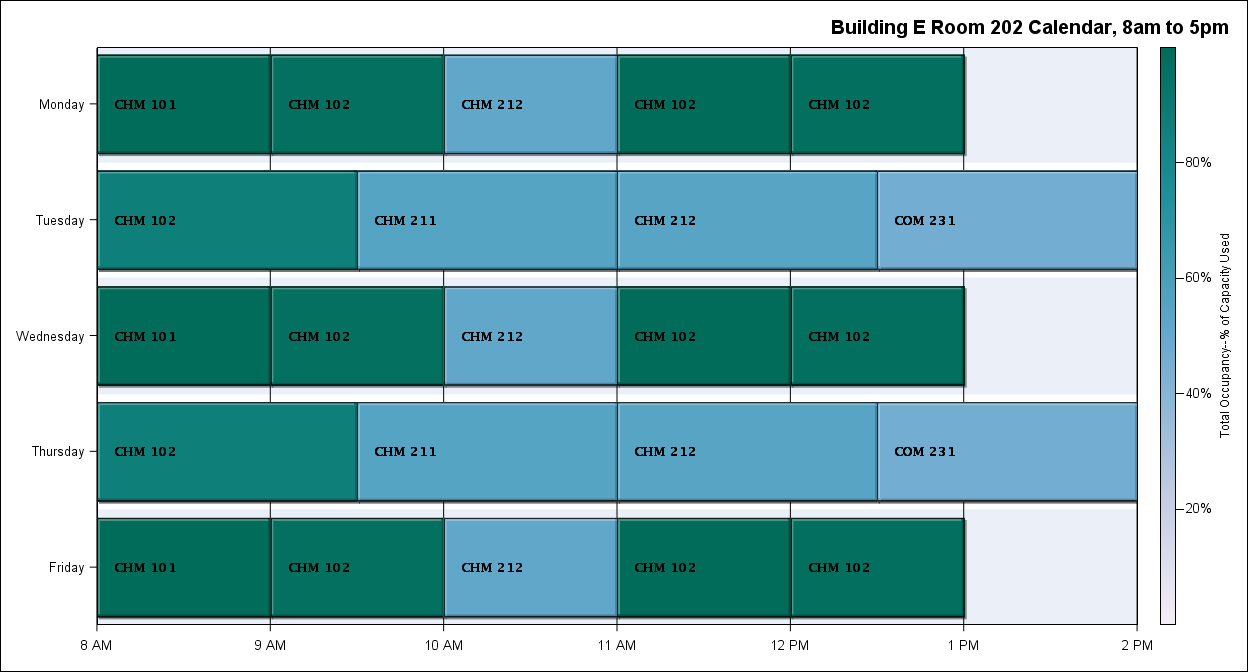 Building E Room 202 Calendar, 8am to 5pm
Monday
CHM 101
CHM 102
CHM 212
CHM 102
CHM 102
Tuesday
CHM 102
CHM 211
CHM 212
COM 231
Wednesday
CHM 101
CHM 102
CHM 212
CHM 102
CHM 102
Thursday
CHM 102
CHM 211
CHM 212
COM 231
Friday
CHM 101
CHM 102
CHM 212
CHM 102
CHM 102
8 AM
9 AM
10 AM
11 AM
12 PM
1 PM
2 PM
80%
60%
40%
20%
Total Occupancy--% of Capacity Used